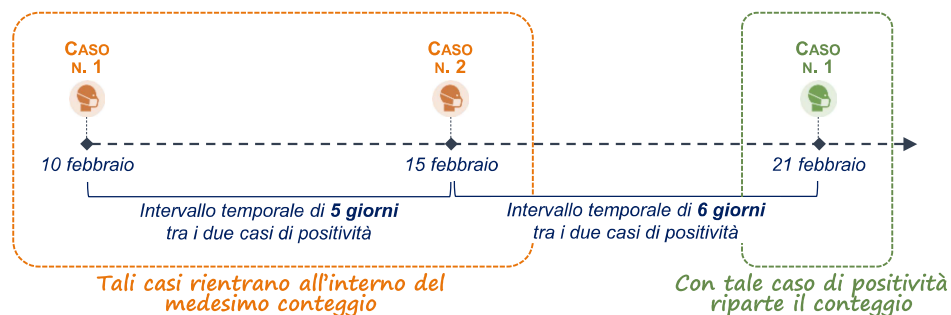 CASO
N. 1
CASO
N. 2
CASO
N. 1
10 febbraio
15 febbraio
21 febbraio
Intervallo temporale di 5 giorni
tra i due casi di positività
Intervallo temporale di 6 giorni
tra i due casi di positività
Tali casi rientrano all'interno del
medesimo conteggio
Con tale caso di positività
riparte il conteggio